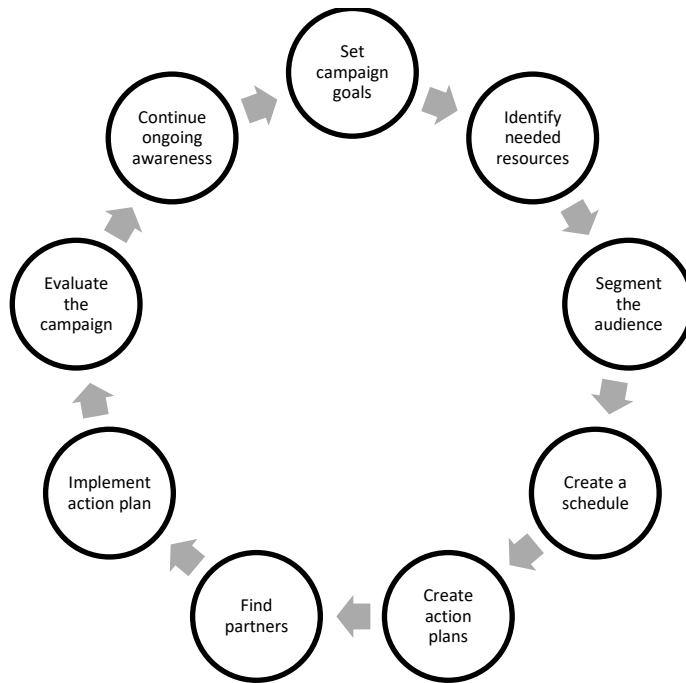 Set
campaign
goals
Identify
needed
resources
Segment
the
audience
Create a
schedule
Create
action
plans
Find
partners
Implement
action plan
Evaluate
the
campaign
Continue
ongoing
awareness